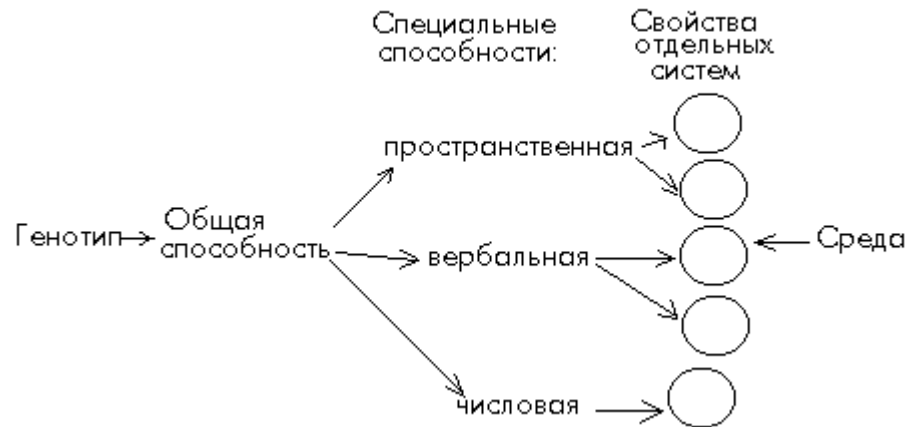 Специальные
способности:
Свойства
отдельных
систем
пространственная
Генотип
Общая
способность
вербальная
Среда
числовая